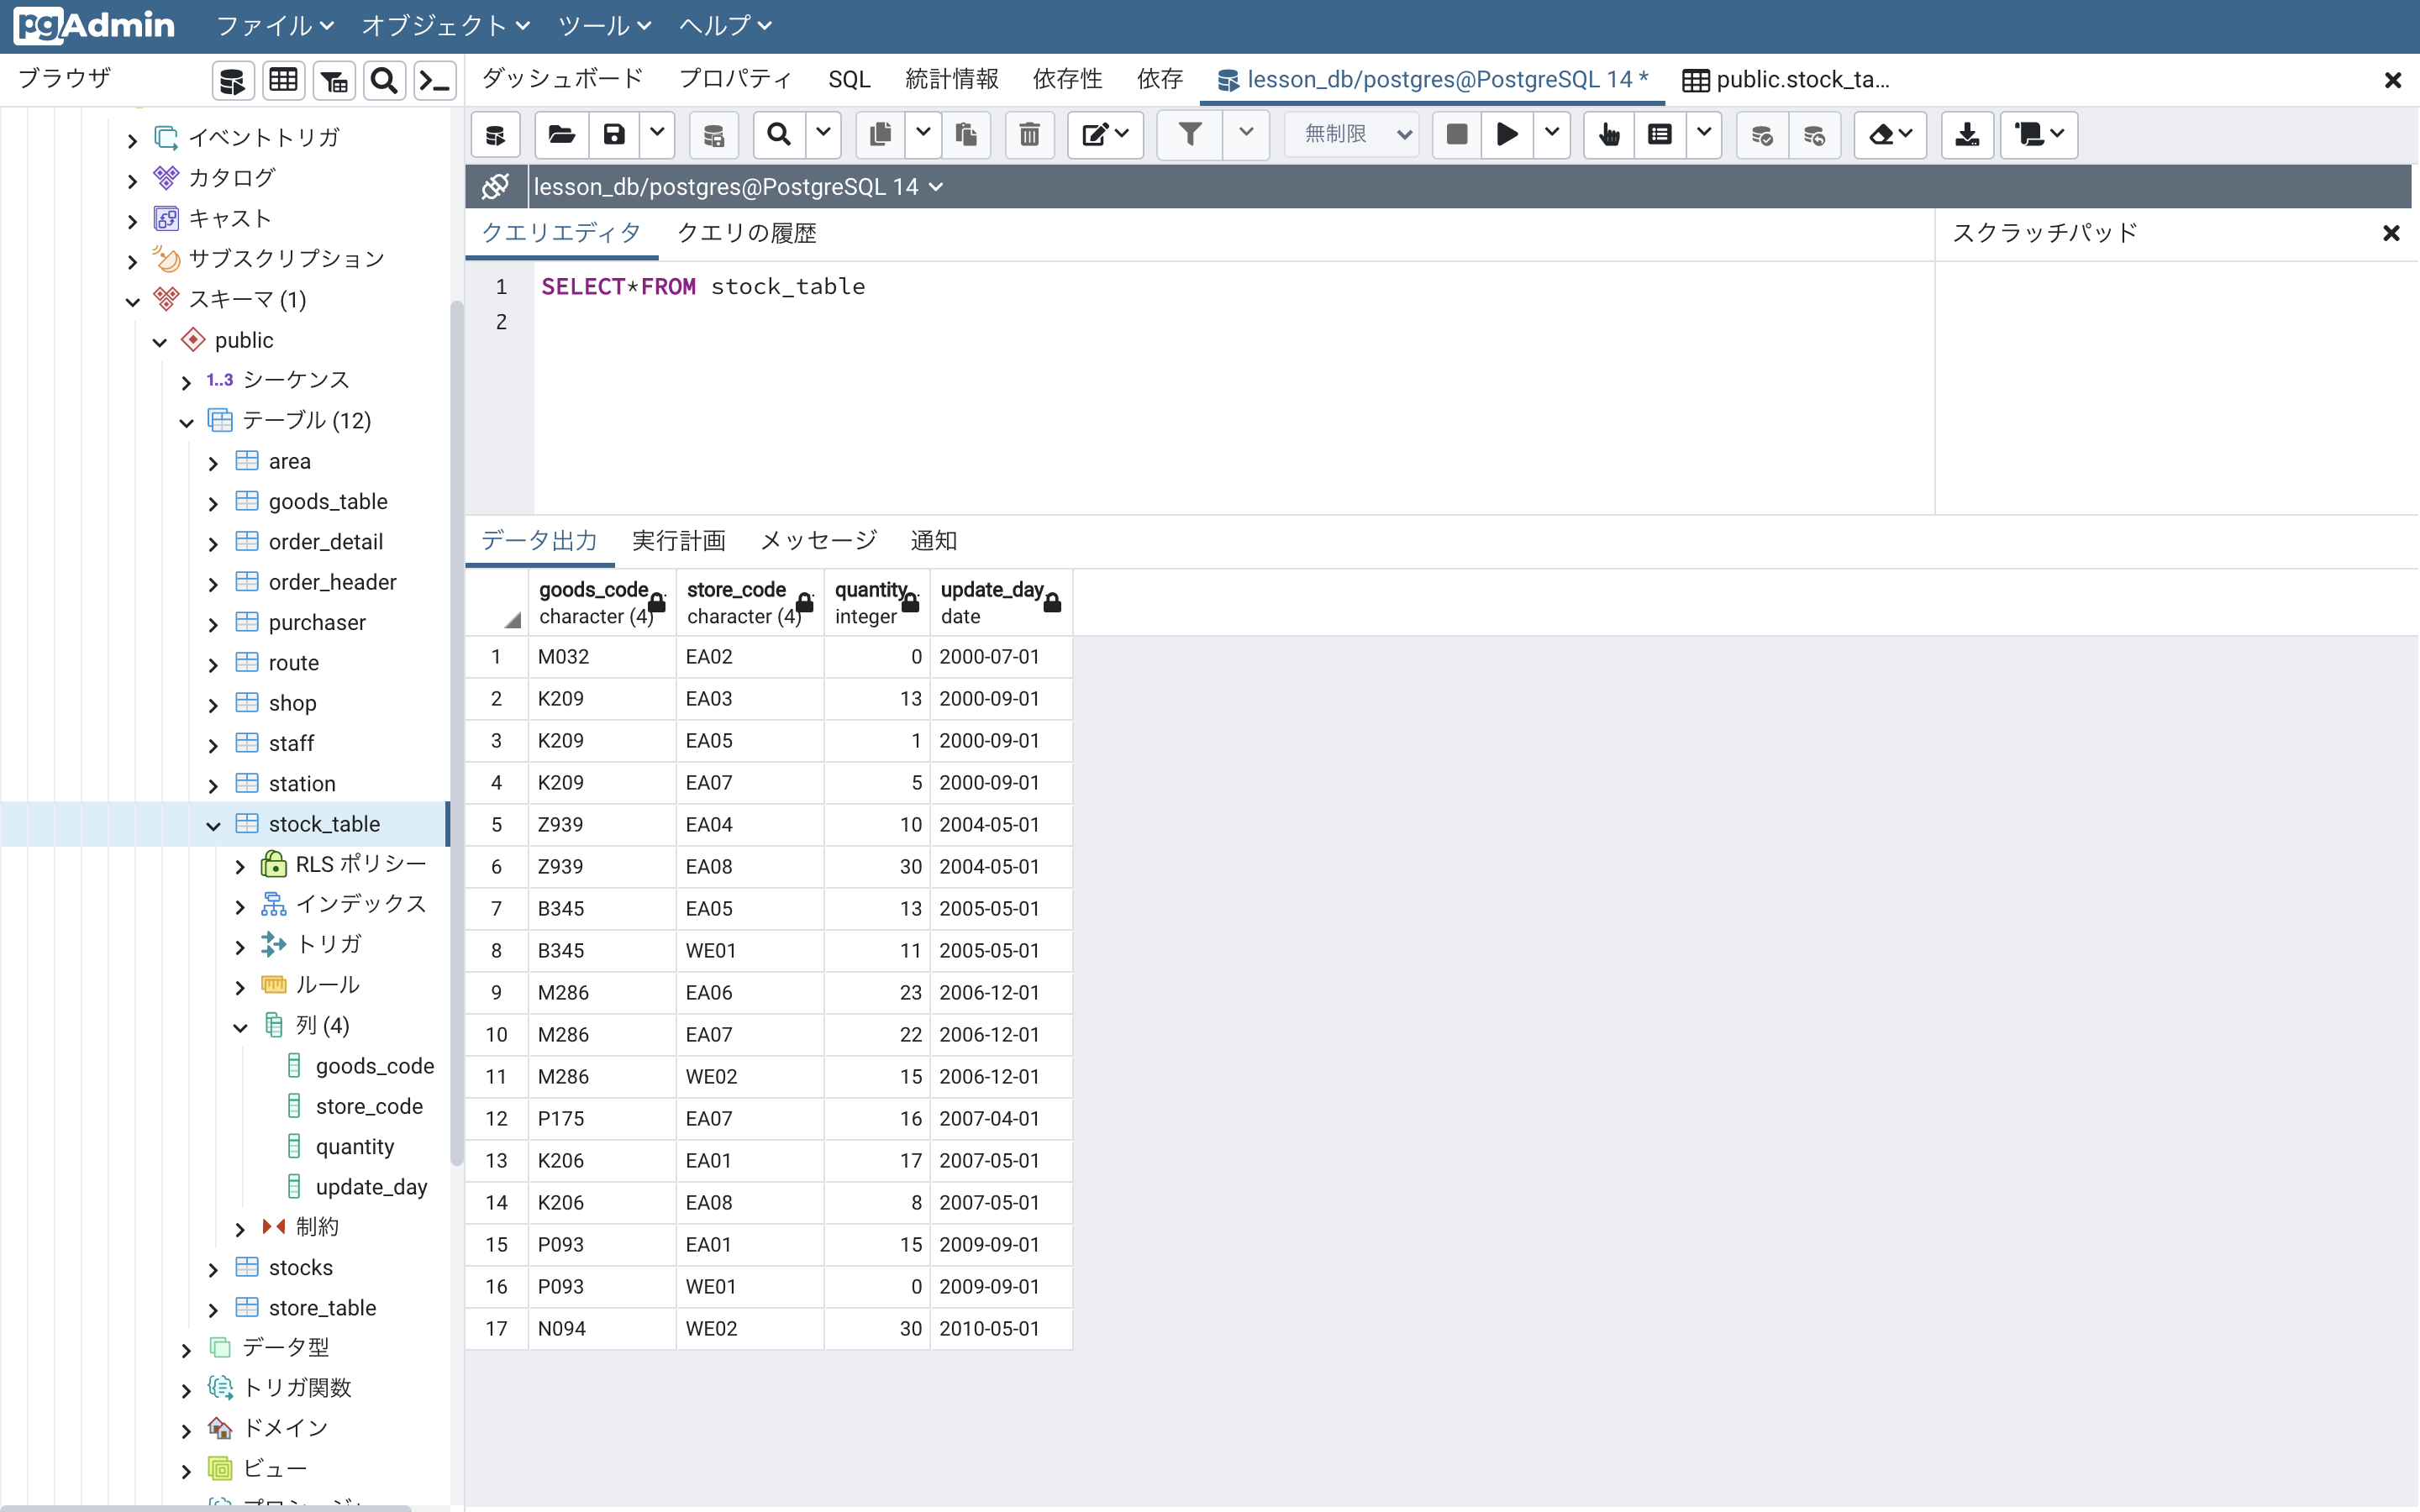 pgAdmin ファイル オブジェクト ツール ヘルプ
ブラウザ
ダッシュボード プロパティ SQL 統計情報 依存性 依存 lesson_db/postgres@PostgreSQL 14 * public.stock_ta...
無制限
lesson_db/postgres@PostgreSQL 14
イベントトリガ
カタログ
キャスト
サブスクリプション
スキーマ (1)
public
1..3 シーケンス
テーブル (12)
area
goods_table
order_detail
order_header
purchaser
route
shop
staff
station
stock_table
RLS ポリシー
インデックス
トリガ
ルール
列 (4)
goods_code
store_code
quantity
update_day
制約
stocks
store_table
データ型
トリガ関数
ドメイン
ビュー
クエリエディタ クエリの履歴
スクラッチパッド
1 SELECT*FROM stock_table
2
データ出力 実行計画 メッセージ 通知
goods_code store_code quantity update_day
character (4) character (4) integer date
1 M032 EA02 0 2000-07-01
2 K209 EA03 13 2000-09-01
3 K209 EA05 1 2000-09-01
4 K209 EA07 5 2000-09-01
5 Z939 EA04 10 2004-05-01
6 Z939 EA08 30 2004-05-01
7 B345 EA05 13 2005-05-01
8 B345 WE01 11 2005-05-01
9 M286 EA06 23 2006-12-01
10 M286 EA07 22 2006-12-01
11 M286 WE02 15 2006-12-01
12 P175 EA07 16 2007-04-01
13 K206 EA01 17 2007-05-01
14 K206 EA08 8 2007-05-01
15 P093 EA01 15 2009-09-01
16 P093 WE01 0 2009-09-01
17 N094 WE02 30 2010-05-01